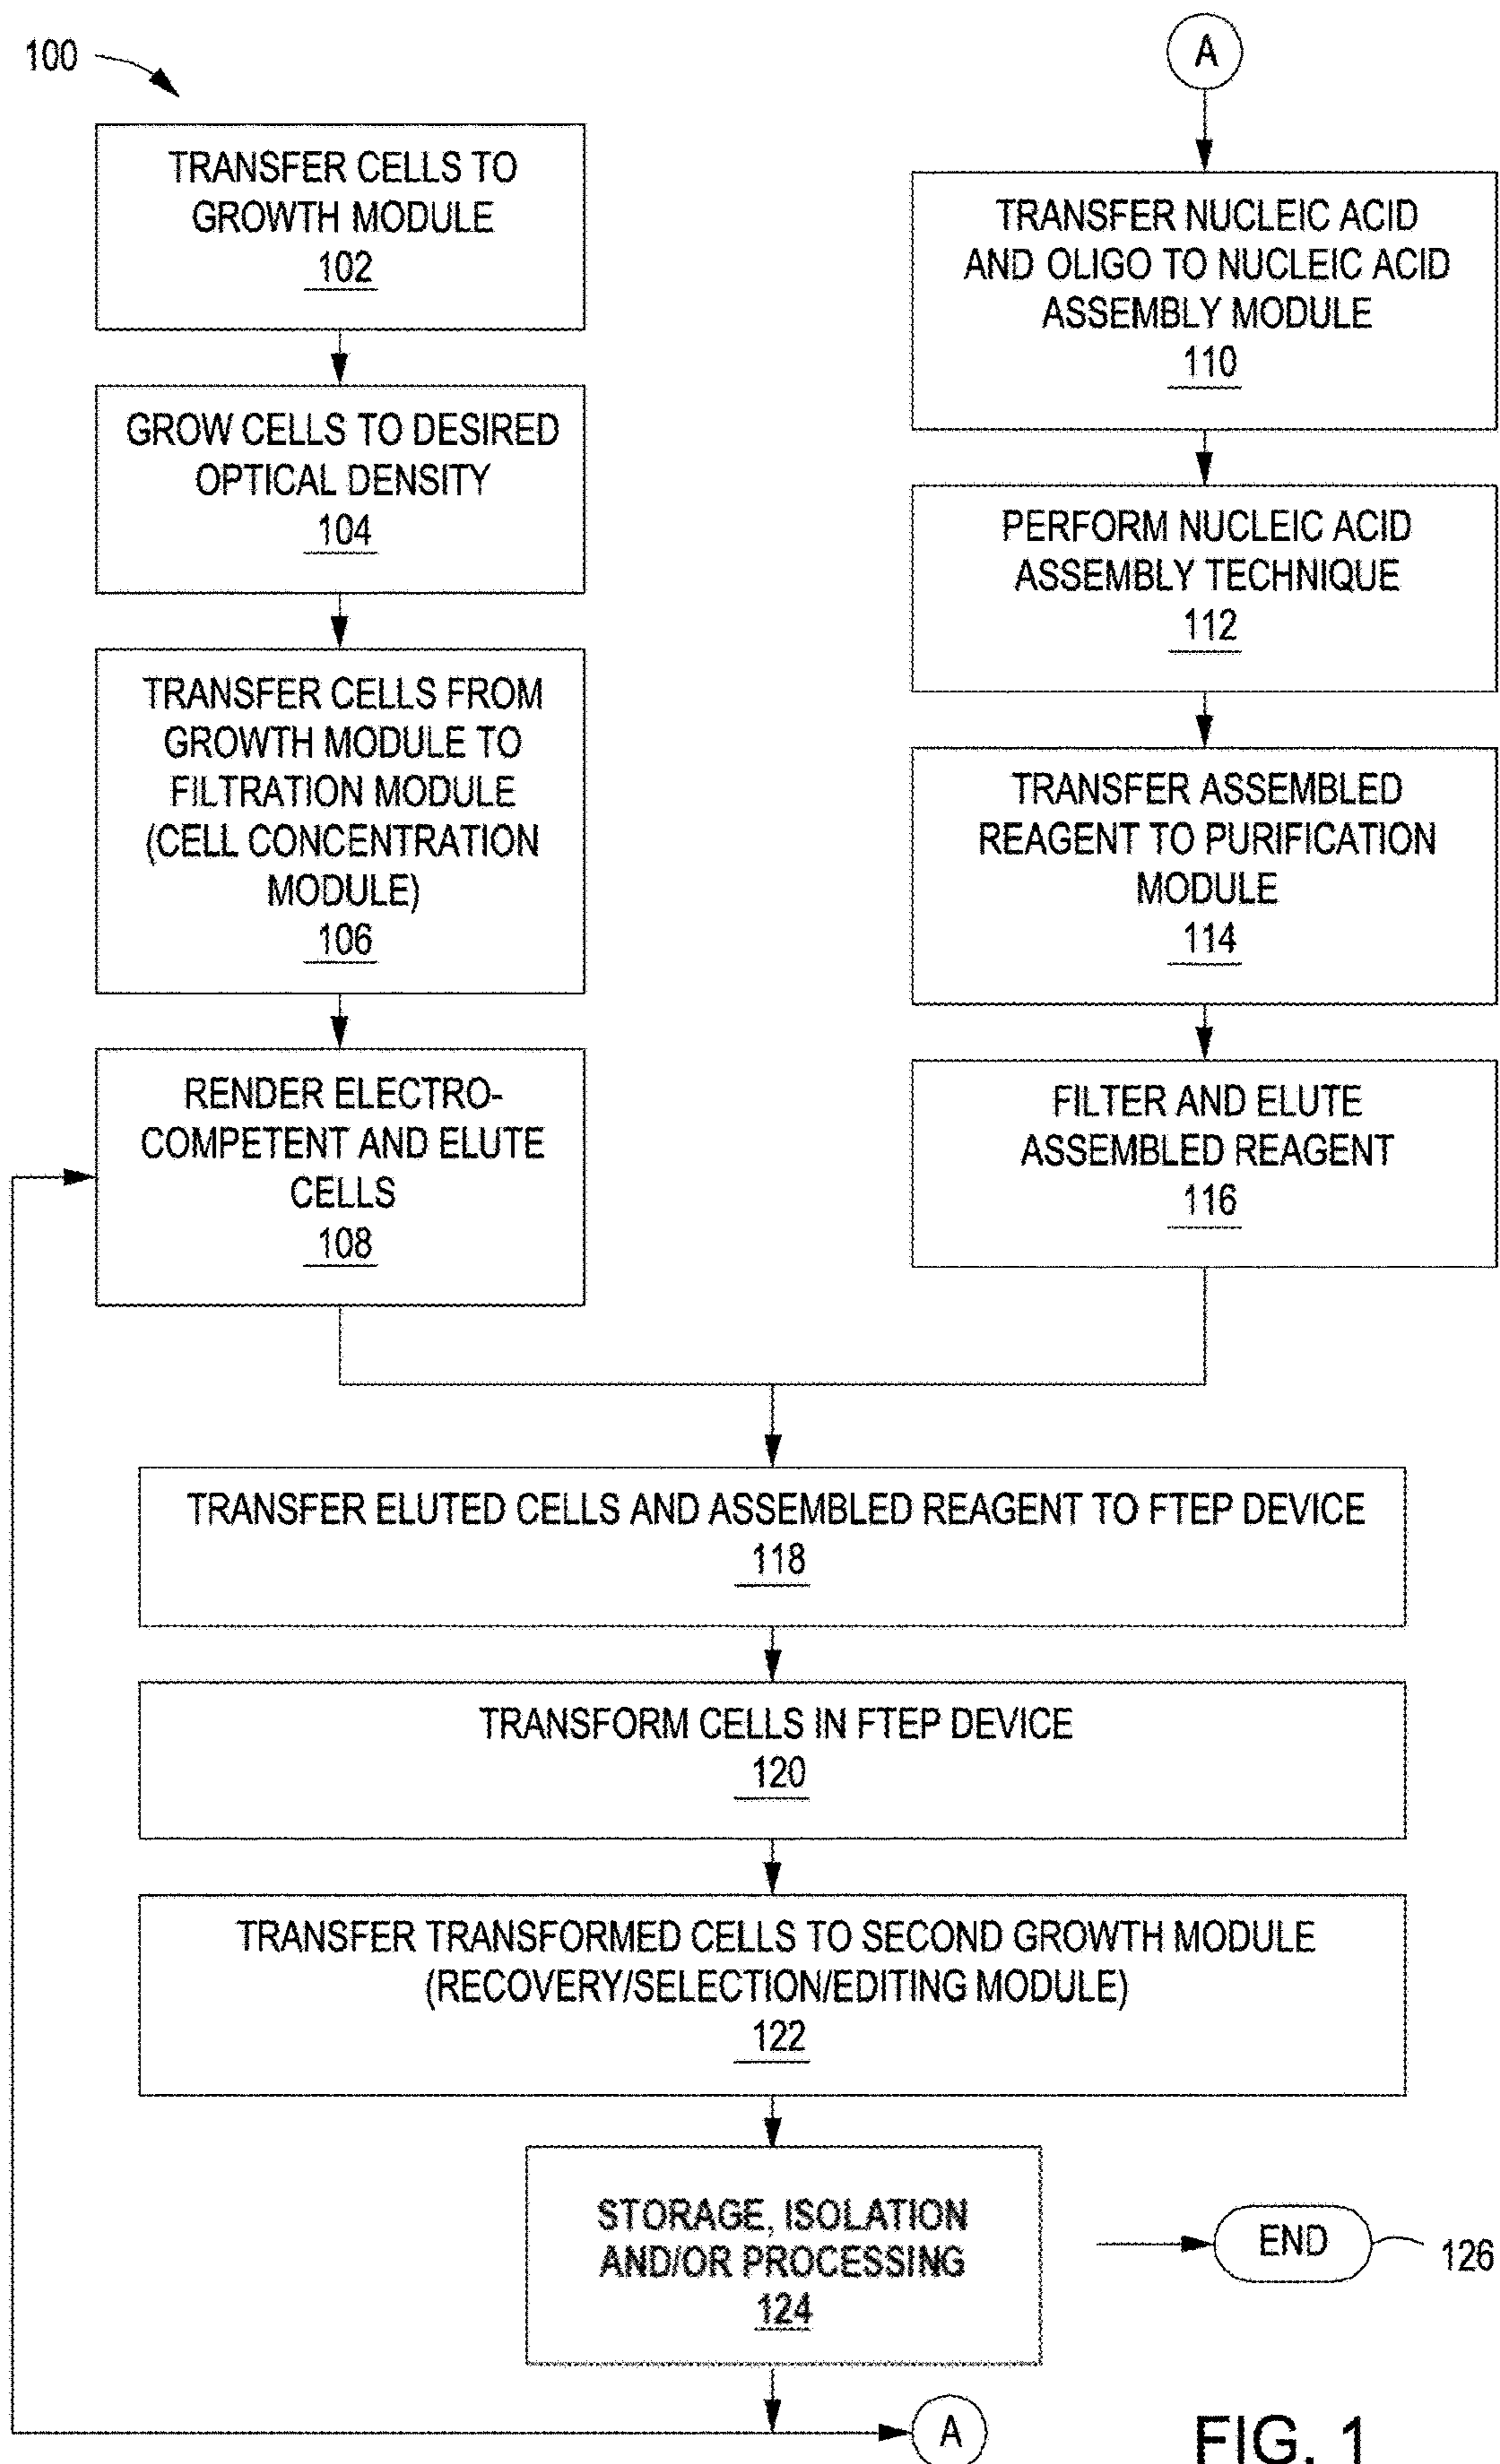 100
TRANSFER CELLS TO
GROWTH MODULE
102
GROW CELLS TO DESIRED
OPTICAL DENSITY
104
TRANSFER CELLS FROM
GROWTH MODULE TO
FILTRATION MODULE
(CELL CONCENTRATION
MODULE)
106
RENDER ELECTRO-
COMPETENT AND ELUTE
CELLS
108
A
TRANSFER NUCLEIC ACID
AND OLIGO TO NUCLEIC ACID
ASSEMBLY MODULE
110
PERFORM NUCLEIC ACID
ASSEMBLY TECHNIQUE
112
TRANSFER ASSEMBLED
REAGENT TO PURIFICATION
MODULE
114
FILTER AND ELUTE
ASSEMBLED REAGENT
116
TRANSFER ELUTED CELLS AND ASSEMBLED REAGENT TO FTEP DEVICE
118
TRANSFORM CELLS IN FTEP DEVICE
120
TRANSFER TRANSFORMED CELLS TO SECOND GROWTH MODULE
(RECOVERY/SELECTION/EDITING MODULE)
122
STORAGE, ISOLATION
AND/OR PROCESSING
124
END
126
A
FIG. 1